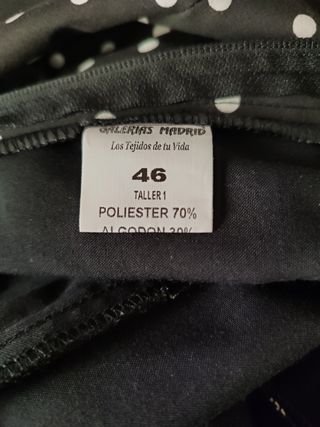 GALERIAS MADRID
Los Tejidos de tu Vida
46
TALLER 1
POLIESTER 70%
ALGODON 30%